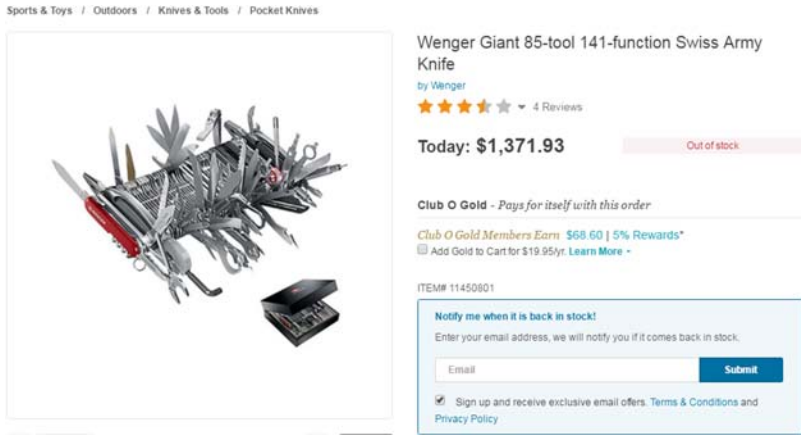 Sports & Toys / Outdoors / Knives & Tools / Pocket Knives
Wenger Giant 85-tool 141-function Swiss Army
Knife
by Wenger
4 Reviews
Today: $1,371.93
Out of stock
Club O Gold - Pays for itself with this order
Club O Gold Members Earn $68.60 | 5% Rewards*
Add Gold to Cart for $19.95/yr. Learn More
ITEM# 11450801
Notify me when it is back in stock!
Enter your email address, we will notify you if it comes back in stock.
Email
Submit
Sign up and receive exclusive email offers. Terms & Conditions and
Privacy Policy